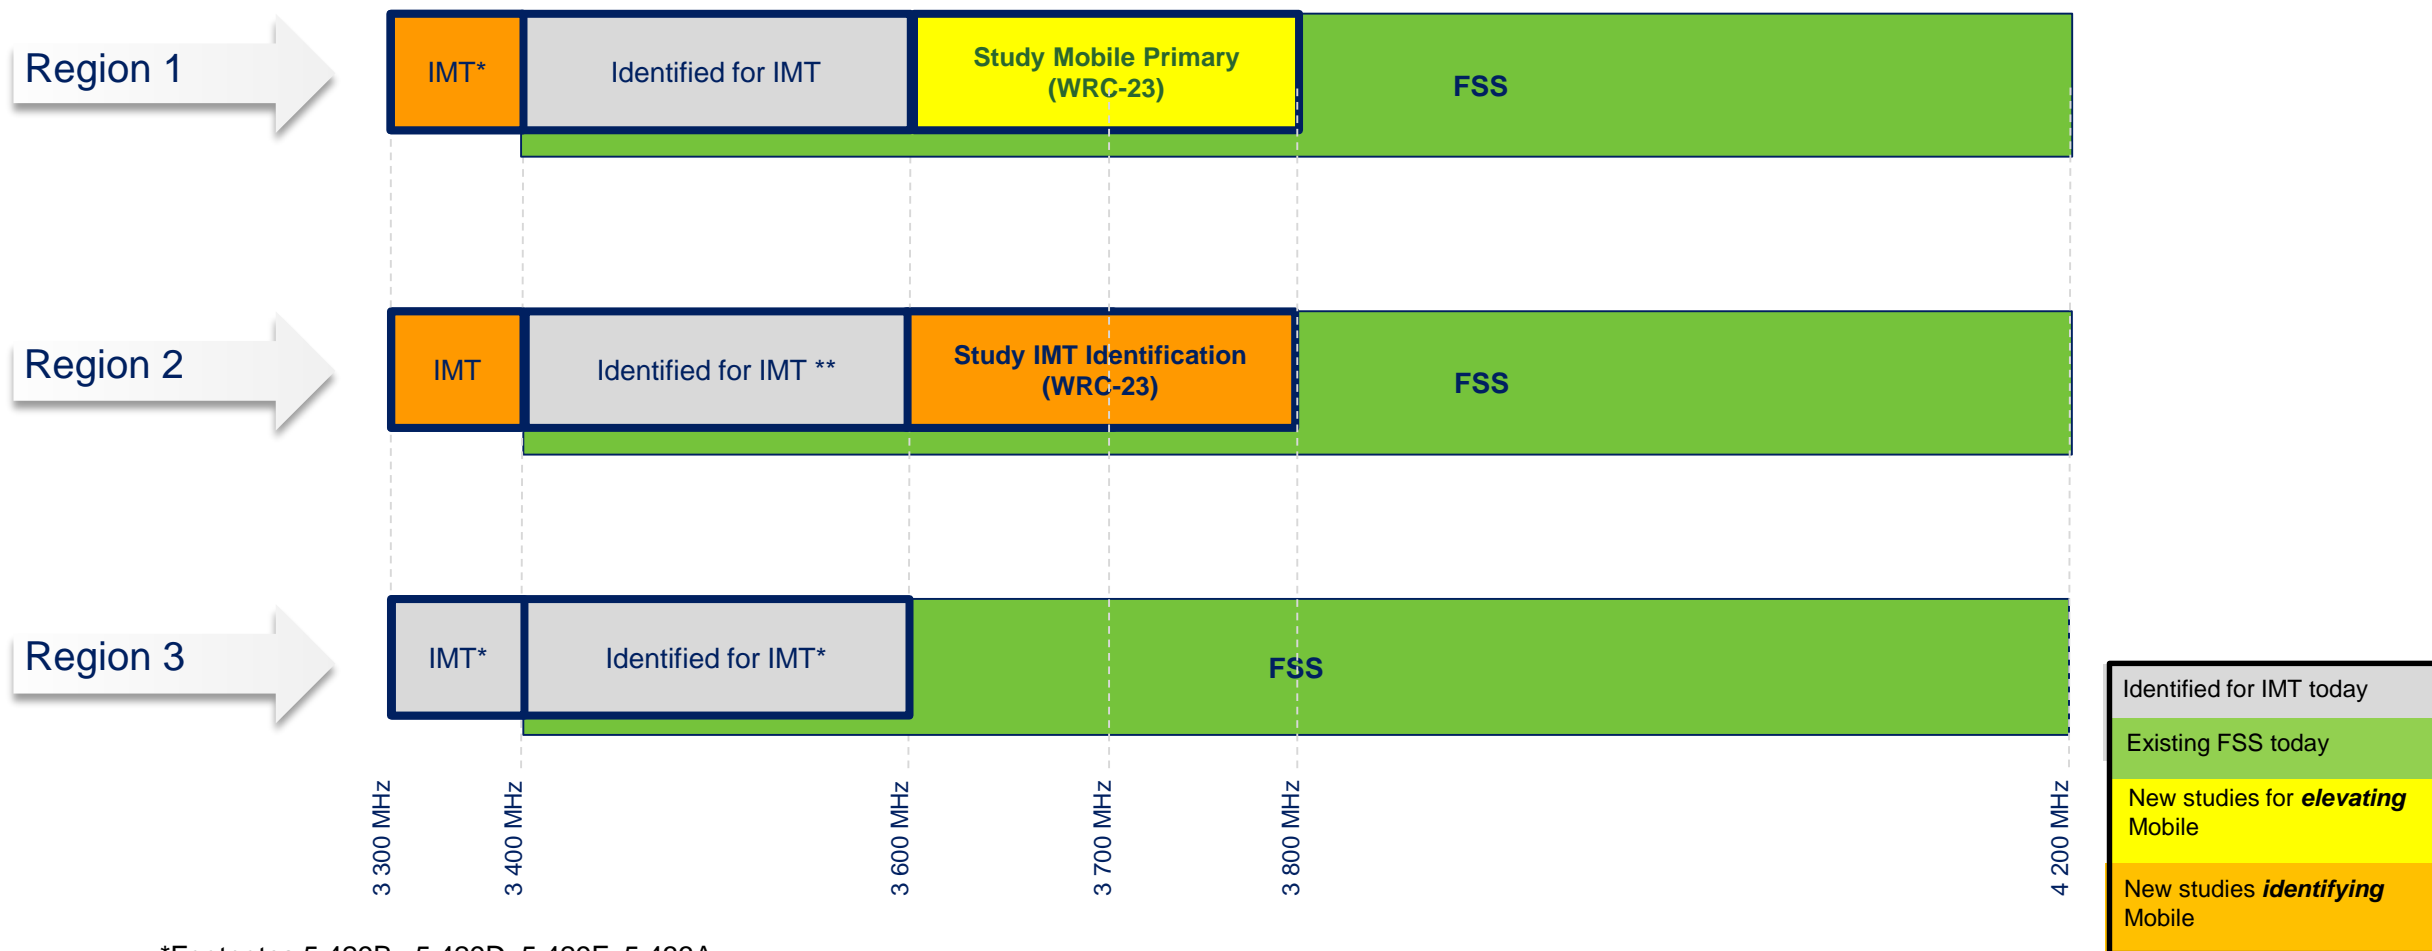 Region 1
IMT*
Identified for IMT
Study Mobile Primary
(WRC-23)
FSS
Region 2
IMT
Identified for IMT **
Study IMT Identification
(WRC-23)
FSS
Region 3
IMT*
Identified for IMT*
FSS
3 300 MHz
3 400 MHz
3 600 MHz
3 700 MHz
3 800 MHz
4 200 MHz
Identified for IMT today
Existing FSS today
New studies for elevating
Mobile
New studies identifying
Mobile